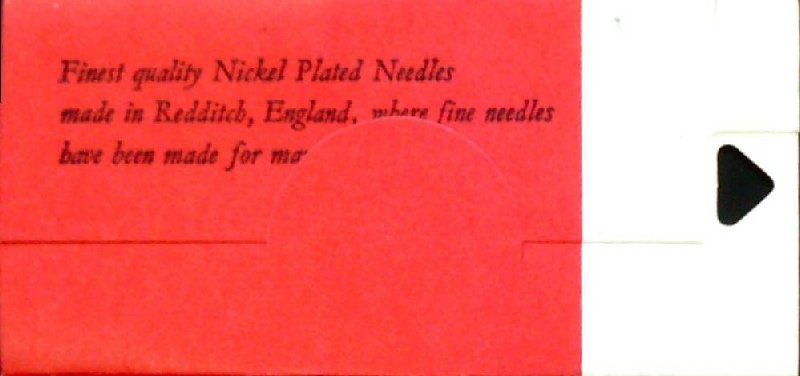 Finest quality Nickel Plated Needles
made in Redditch, England, where fine needles
have been made for